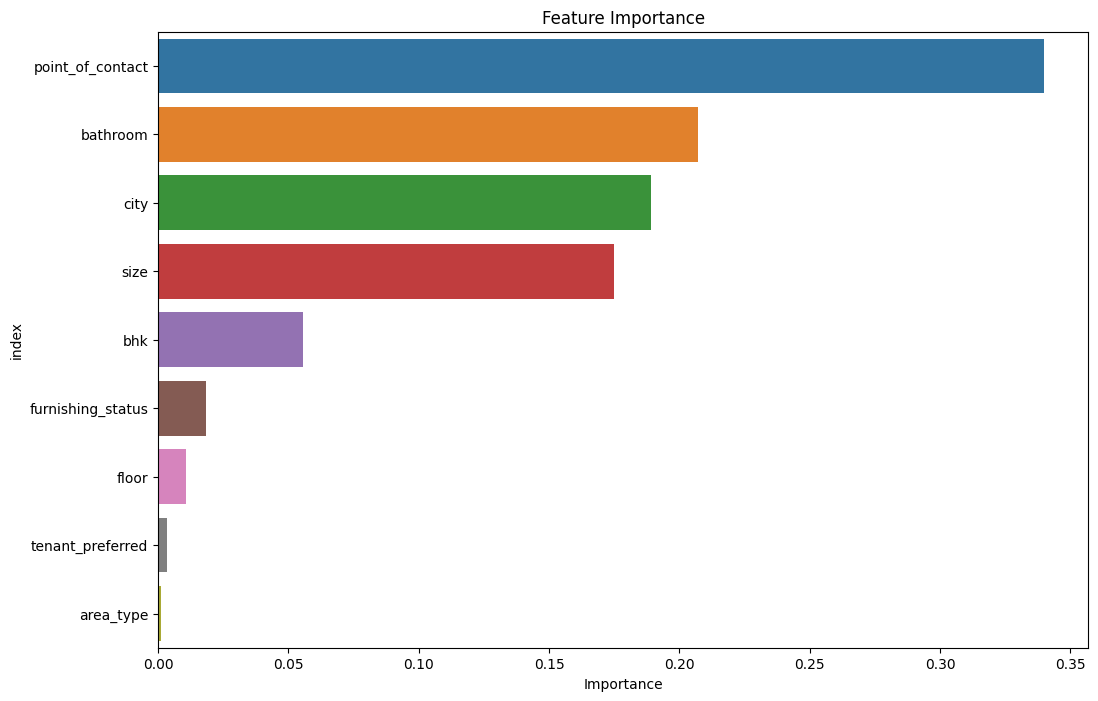 Feature Importance
point_of_contact
bathroom
city
size
bhk
furnishing_status
floor
tenant_preferred
area_type
index
0.00 0.05 0.10 0.15 0.20 0.25 0.30 0.35
Importance